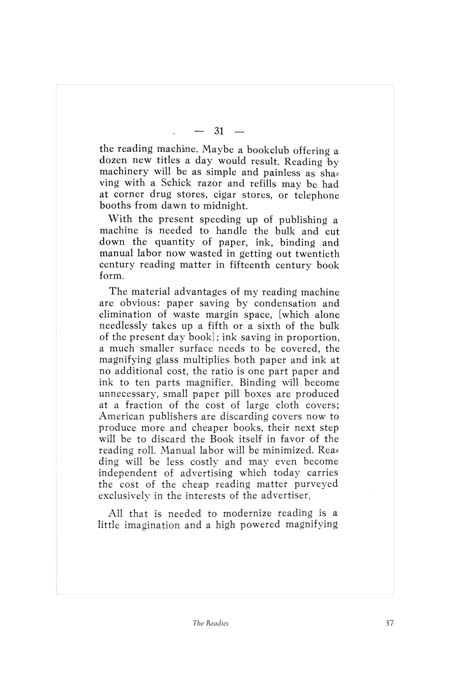 — 31 —
the reading machine. Maybe a bookclub offering a
dozen new titles a day would result. Reading by
machinery will be as simple and painless as sha-
ving with a Schick razor and refills may be had
at corner drug stores, cigar stores, or telephone
booths from dawn to midnight.
With the present speeding up of publishing a
machine is needed to handle the bulk and cut
down the quantity of paper, ink, binding and
manual labor now wasted in getting out twentieth
century reading matter in fifteenth century book
form.
The material advantages of my reading machine
are obvious: paper saving by condensation and
elimination of waste margin space, [which alone
needlessly takes up a fifth or a sixth of the bulk
of the present day book]; ink saving in proportion,
a much smaller surface needs to be covered, the
magnifying glass multiplies both paper and ink at
no additional cost, the ratio is one part paper and
ink to ten parts magnifier. Binding will become
unnecessary, small paper pill boxes are produced
at a fraction of the cost of large cloth covers;
American publishers are discarding covers now to
produce more and cheaper books, their next step
will be to discard the Book itself in favor of the
reading roll. Manual labor will be minimized. Rea-
ding will be less costly and may even become
independent of advertising which today carries
the cost of the cheap reading matter purveyed
exclusively in the interests of the advertiser.
All that is needed to modernize reading is a
little imagination and a high powered magnifying
The Readies 37